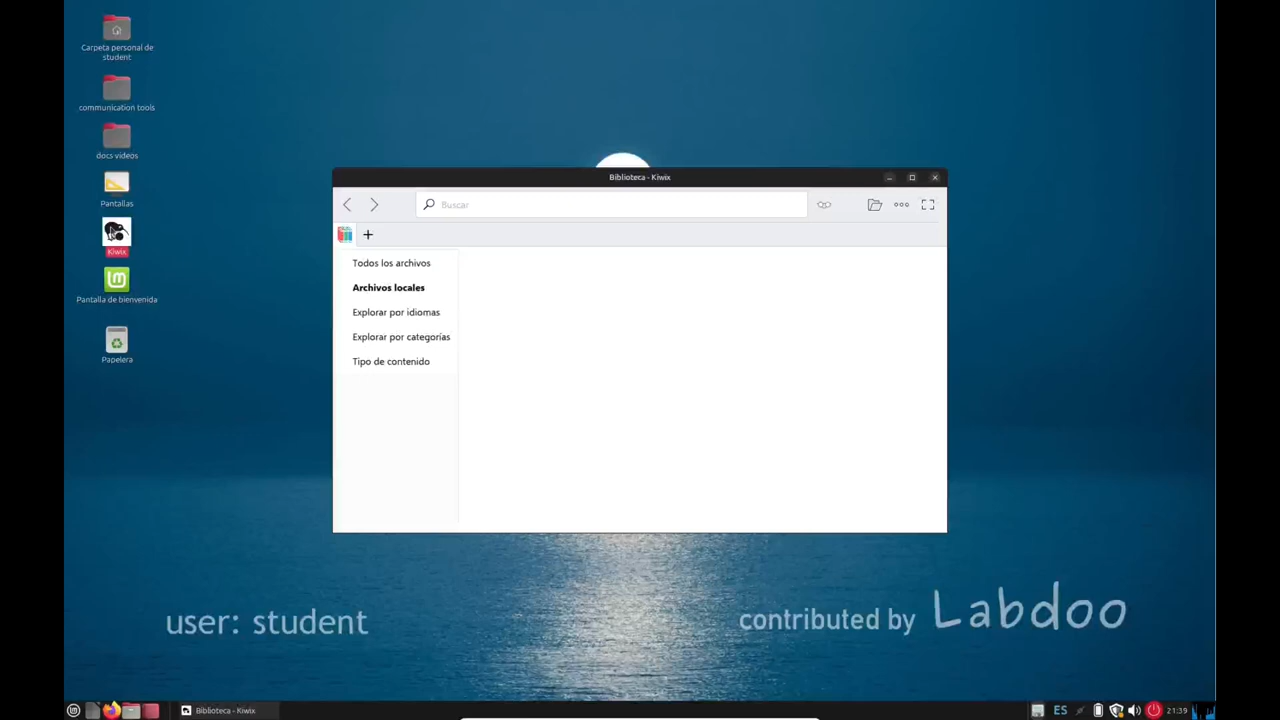 Carpeta personal de
student
communication tools
docs videos
Pantallas
Kiwix
Pantalla de bienvenida
Papelera
Biblioteca - Kiwix
Buscar
Todos los archivos
Archivos locales
Explorar por idiomas
Explorar por categorías
Tipo de contenido
user: student
contributed by Labdoo
Biblioteca - Kiwix
ES
21:39